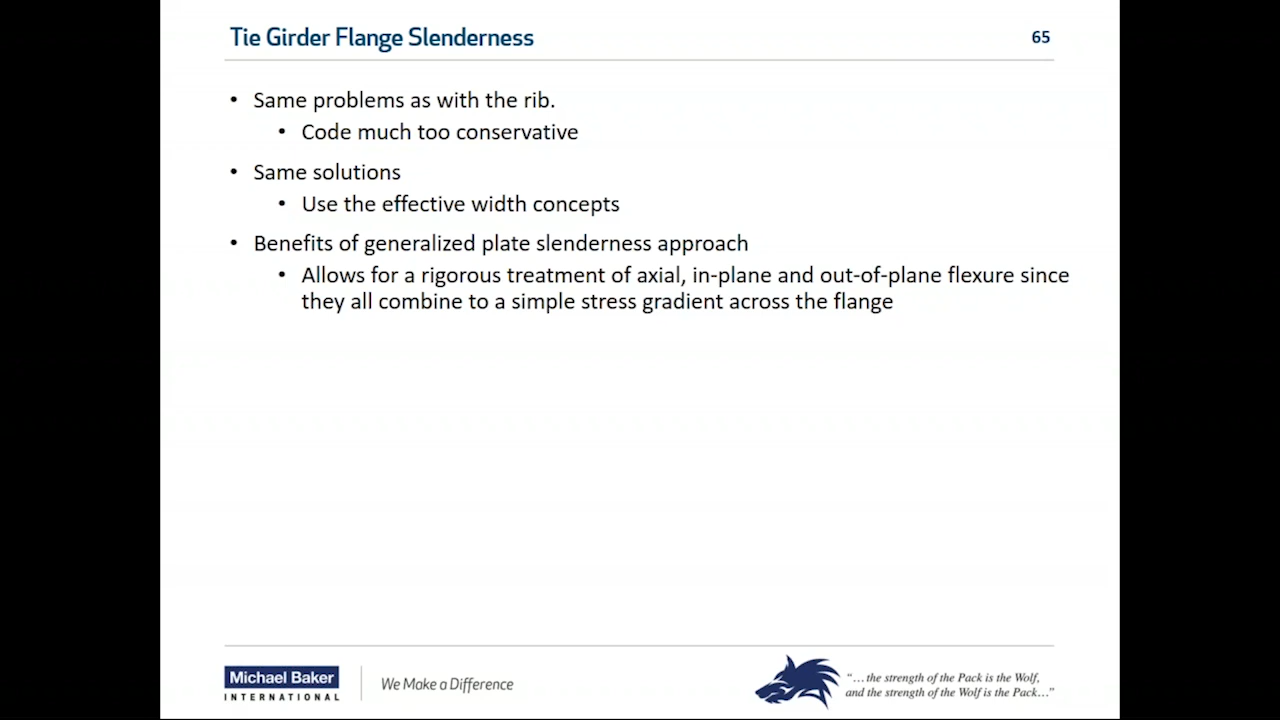 Tie Girder Flange Slenderness
65
• Same problems as with the rib.
• Code much too conservative
• Same solutions
• Use the effective width concepts
• Benefits of generalized plate slenderness approach
• Allows for a rigorous treatment of axial, in-plane and out-of-plane flexure since
they all combine to a simple stress gradient across the flange
Michael Baker
INTERNATIONAL
We Make a Difference
“…the strength of the Pack is the Wolf,
and the strength of the Wolf is the Pack…”